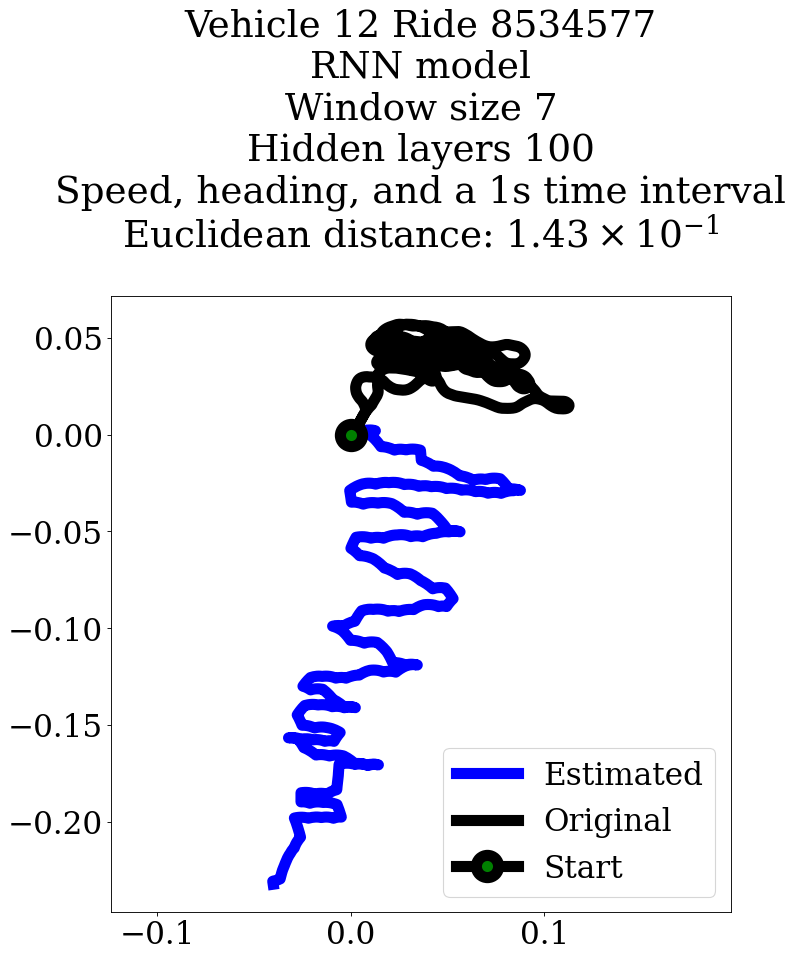 Vehicle 12 Ride 8534577
RNN model
Window size 7
Hidden layers 100
Speed, heading, and a 1s time interval
Euclidean distance: 1.43 × 10⁻¹
0.05
0.00
−0.05
−0.10
−0.15
−0.20
Estimated
Original
Start
−0.1 0.0 0.1